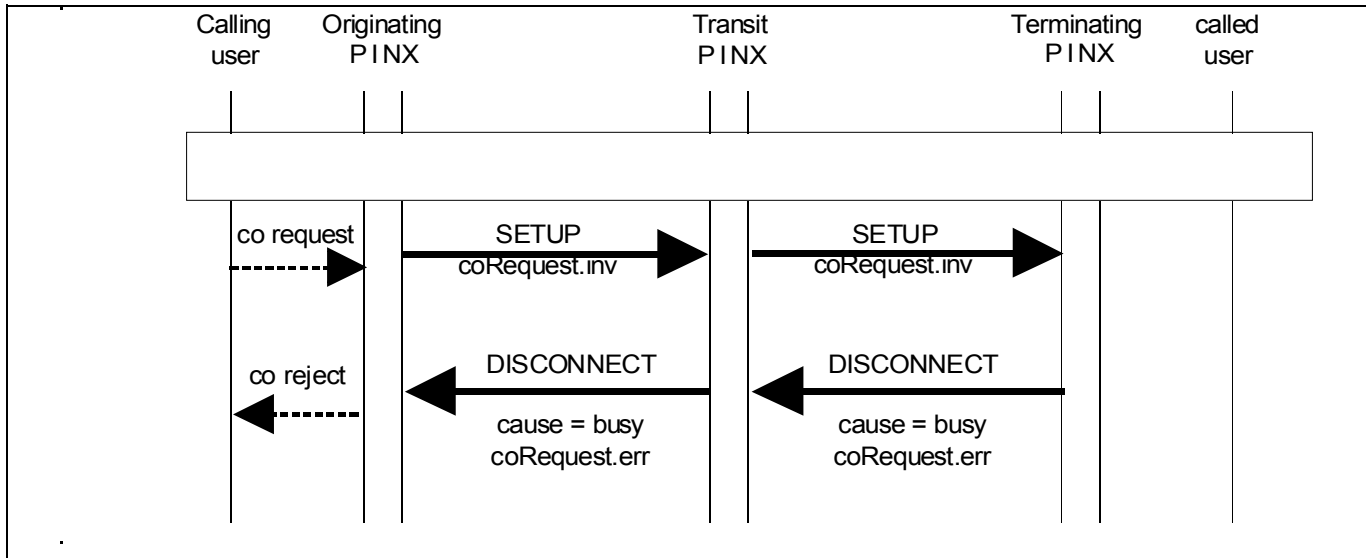 Calling
user
Originating
PINX
Transit
PINX
Terminating
PINX
called
user
co request
SETUP
coRequest.inv
SETUP
coRequest.inv
co reject
DISCONNECT
cause = busy
coRequest.err
DISCONNECT
cause = busy
coRequest.err